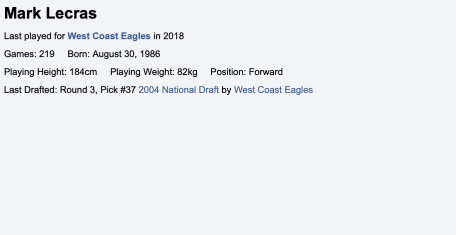 Mark Lecras
Last played for West Coast Eagles in 2018
Games: 219 Born: August 30, 1986
Playing Height: 184cm Playing Weight: 82kg Position: Forward
Last Drafted: Round 3, Pick #37 2004 National Draft by West Coast Eagles